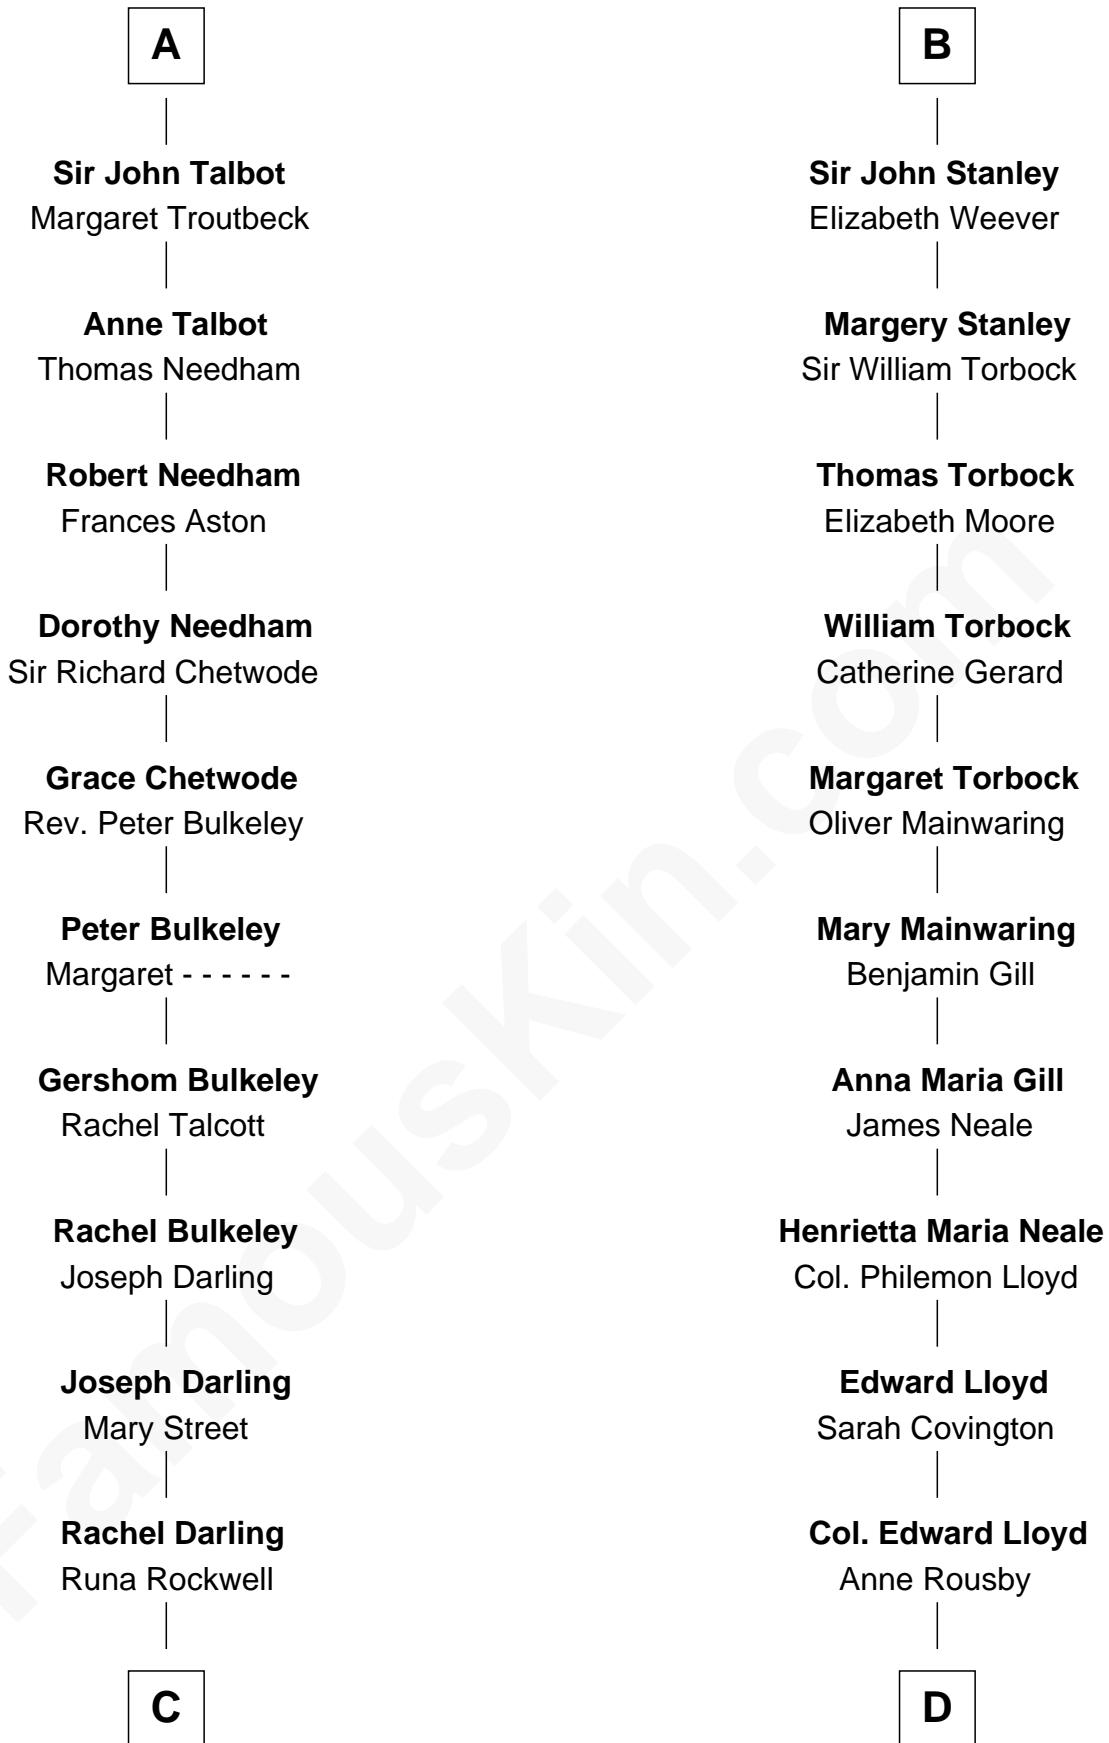 A
Sir John Talbot
Margaret Troutbeck
Anne Talbot
Thomas Needham
Robert Needham
Frances Aston
Dorothy Needham
Sir Richard Chetwode
Grace Chetwode
Rev. Peter Bulkeley
Peter Bulkeley
Margaret - - - - - -
Gershom Bulkeley
Rachel Talcott
Rachel Bulkeley
Joseph Darling
Joseph Darling
Mary Street
Rachel Darling
Runa Rockwell
C
B
Sir John Stanley
Elizabeth Weever
Margery Stanley
Sir William Torbock
Thomas Torbock
Elizabeth Moore
William Torbock
Catherine Gerard
Margaret Torbock
Oliver Mainwaring
Mary Mainwaring
Benjamin Gill
Anna Maria Gill
James Neale
Henrietta Maria Neale
Col. Philemon Lloyd
Edward Lloyd
Sarah Covington
Col. Edward Lloyd
Anne Rousby
D
FamousKin.com